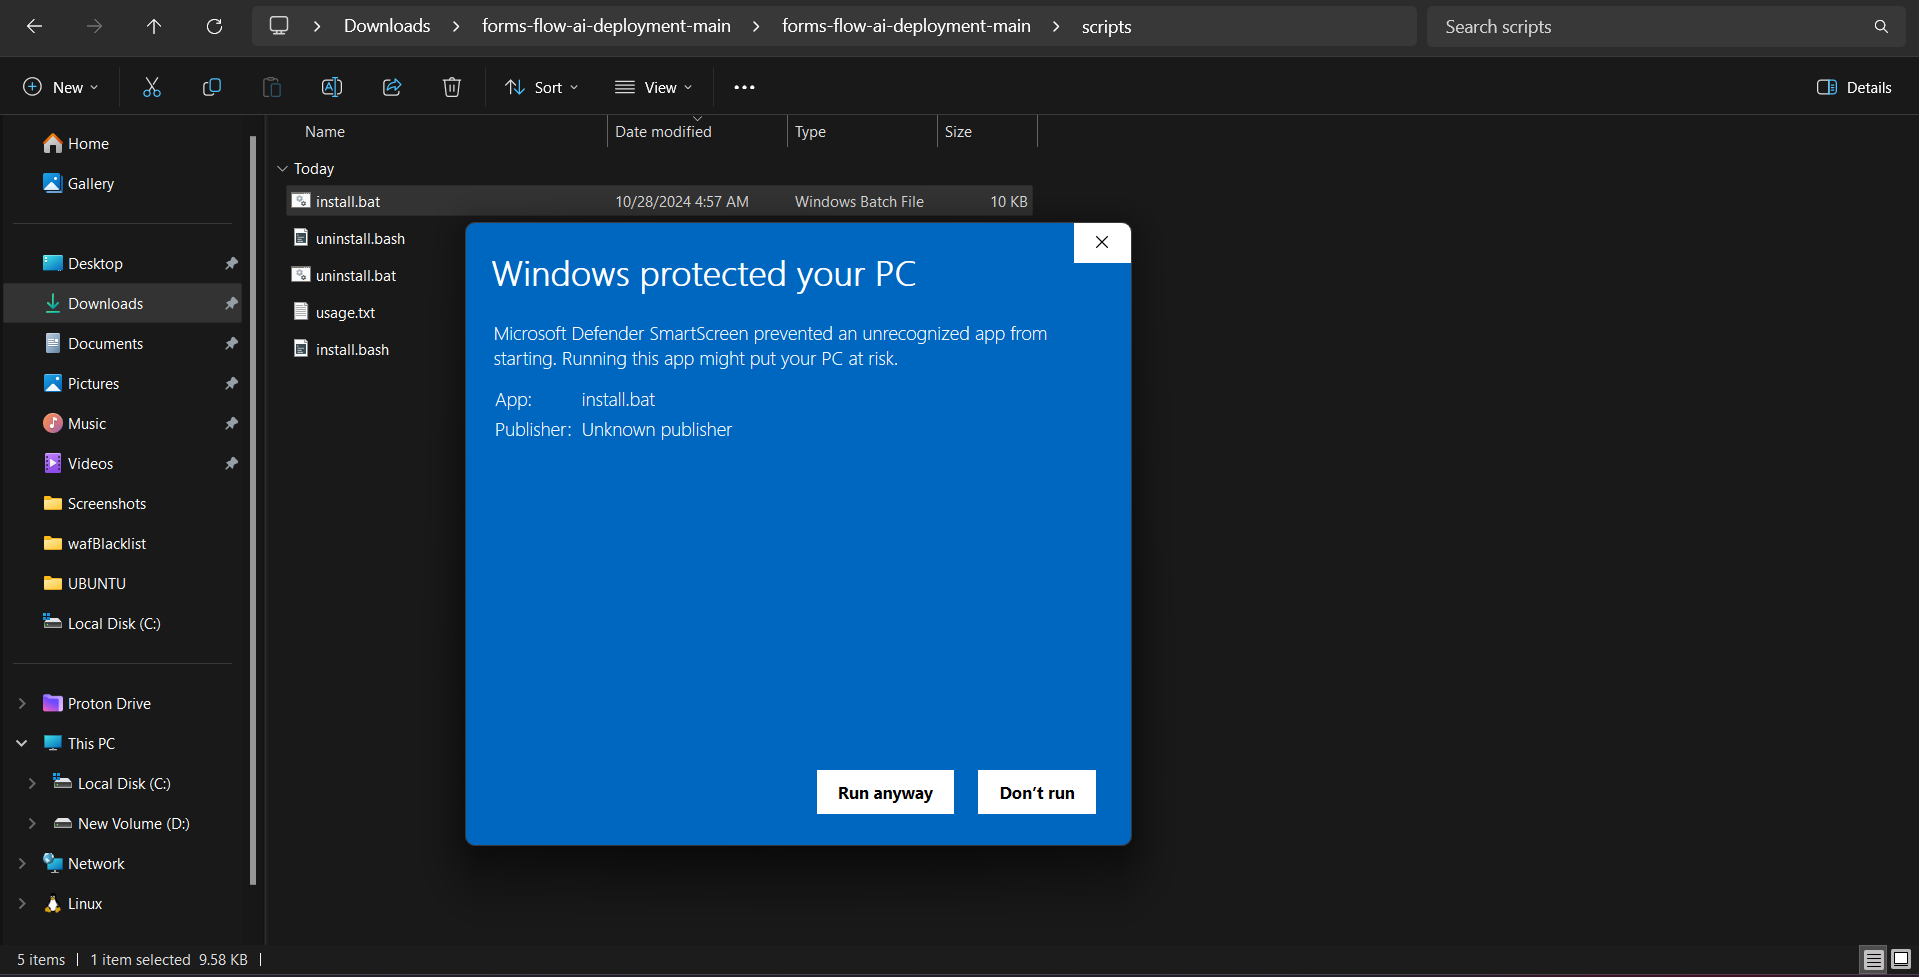 Downloads > forms-flow-ai-deployment-main > forms-flow-ai-deployment-main > scripts
Search scripts
New
Sort
View
Details
Name Date modified Type Size
Today
install.bat 10/28/2024 4:57 AM Windows Batch File 10 KB
uninstall.bash
uninstall.bat
usage.txt
install.bash
Home
Gallery
Desktop
Downloads
Documents
Pictures
Music
Videos
Screenshots
wafBlacklist
UBUNTU
Local Disk (C:)
Proton Drive
This PC
Local Disk (C:)
New Volume (D:)
Network
Linux
Windows protected your PC
Microsoft Defender SmartScreen prevented an unrecognized app from
starting. Running this app might put your PC at risk.
App: install.bat
Publisher: Unknown publisher
Run anyway
Don't run
5 items | 1 item selected 9.58 KB |